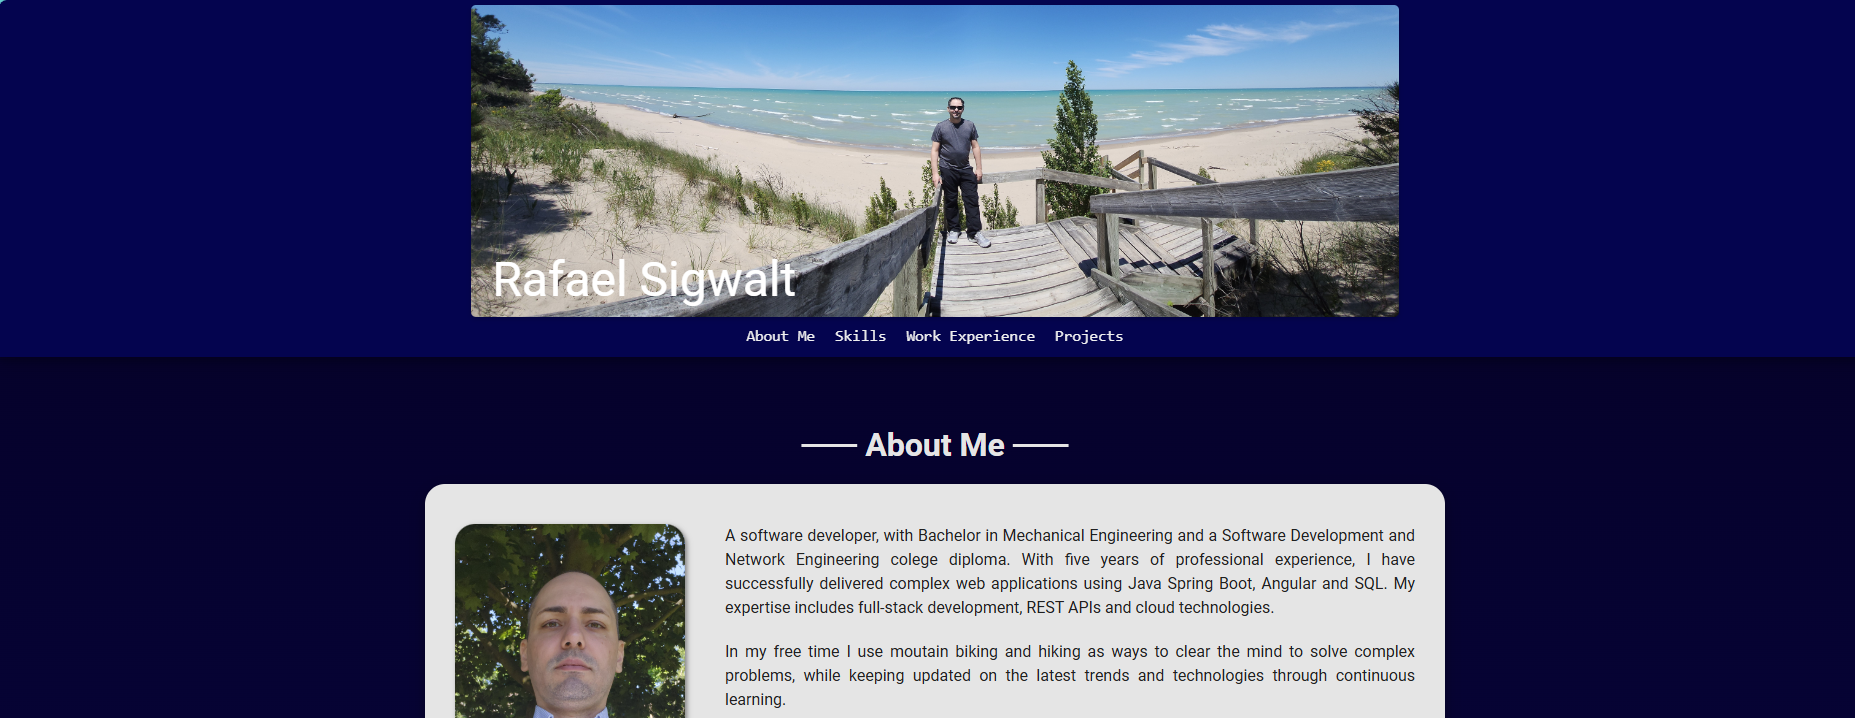 Rafael Sigwalt
About Me Skills Work Experience Projects
About Me
A software developer, with Bachelor in Mechanical Engineering and a Software Development and
Network Engineering colege diploma. With five years of professional experience, I have
successfully delivered complex web applications using Java Spring Boot, Angular and SQL. My
expertise includes full-stack development, REST APIs and cloud technologies.
In my free time I use moutain biking and hiking as ways to clear the mind to solve complex
problems, while keeping updated on the latest trends and technologies through continuous
learning.